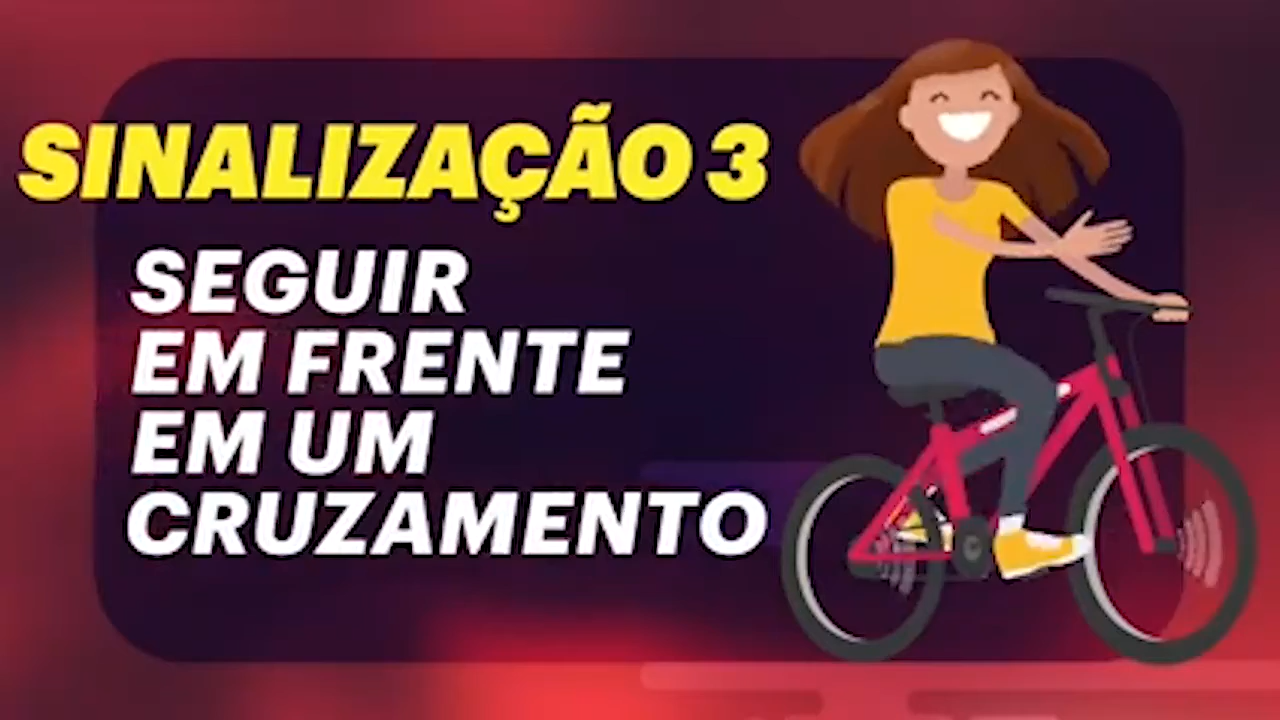 SINALIZAÇÃO 3
SEGUIR
EM FRENTE
EM UM
CRUZAMENTO